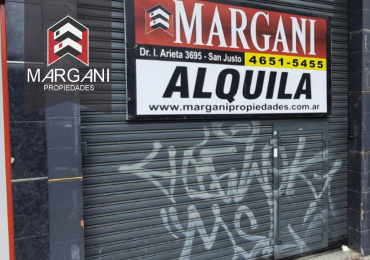 MARGANI
PROPIEDADES
MARGANI
Dr. I. Arieta 3695 - San Justo
4651-5455
ALQUILA
www.marganipropiedades.com.ar